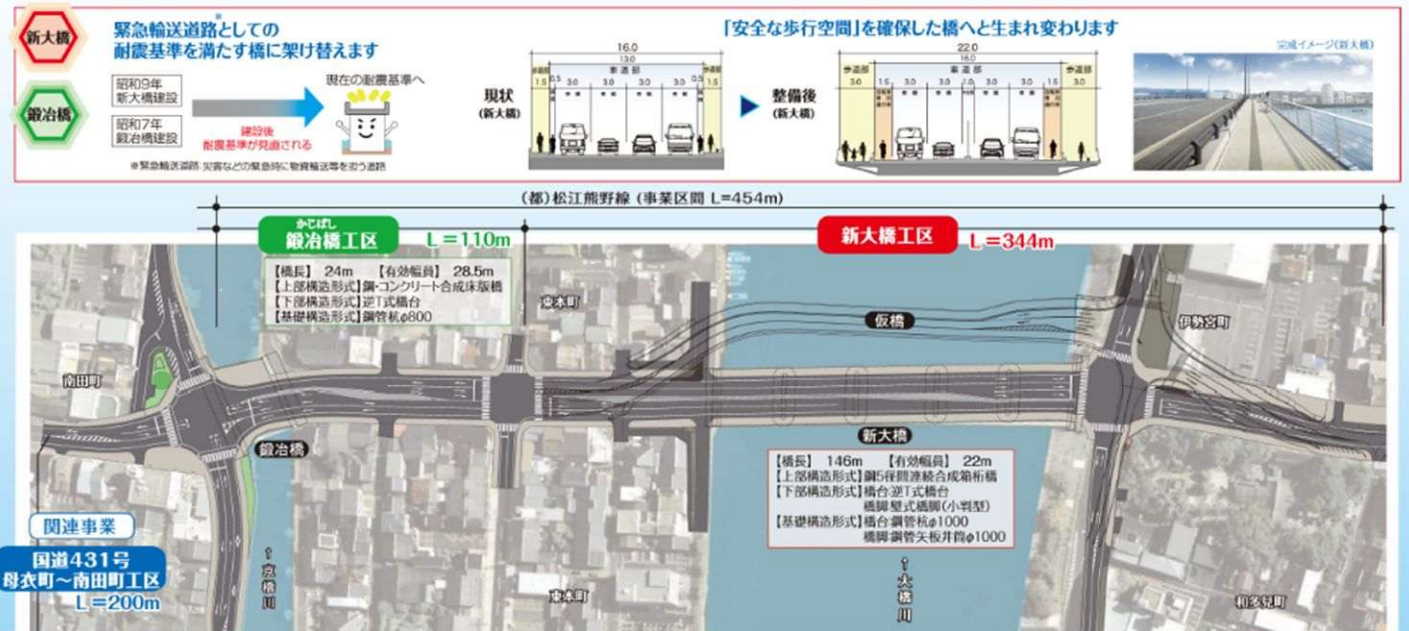 新大橋
緊急輸送道路※としての
耐震基準を満たす橋に架け替えます
鍛冶橋
昭和9年
新大橋建設
昭和7年
鍛冶橋建設
建設後
耐震基準が見直される
現在の耐震基準へ
※緊急輸送道路:災害などの緊急時に物資輸送等を担う道路
「安全な歩行空間」を確保した橋へと生まれ変わります
現状
(新大橋)
16.0
13.0
歩道部
車道部
歩道部
1.5
0.5
3.0
3.0
3.0
3.0
0.5
1.5
整備後
(新大橋)
22.0
16.0
歩道部
車道部
歩道部
3.0
1.5
3.0
3.0
1.0
3.0
3.0
1.5
3.0
完成イメージ(新大橋)
(都)松江熊野線 (事業区間 L=454m)
かじばし
鍛冶橋工区
L=110m
新大橋工区
L=344m
【橋長】 24m 【有効幅員】 28.5m
【上部構造形式】鋼・コンクリート合成床版橋
【下部構造形式】逆T式橋台
【基礎構造形式】鋼管杭φ800
東本町
仮橋
伊勢宮町
南田町
鍛冶橋
新大橋
【橋長】 146m 【有効幅員】 22m
【上部構造形式】鋼5径間連続合成箱桁橋
【下部構造形式】橋台:逆T式橋台
橋脚:壁式橋脚(小判型)
【基礎構造形式】橋台:鋼管杭φ1000
橋脚:鋼管矢板井筒φ1000
関連事業
国道431号
母衣町～南田町工区
L=200m
↑京橋川
東本町
↑大橋川
和多見町